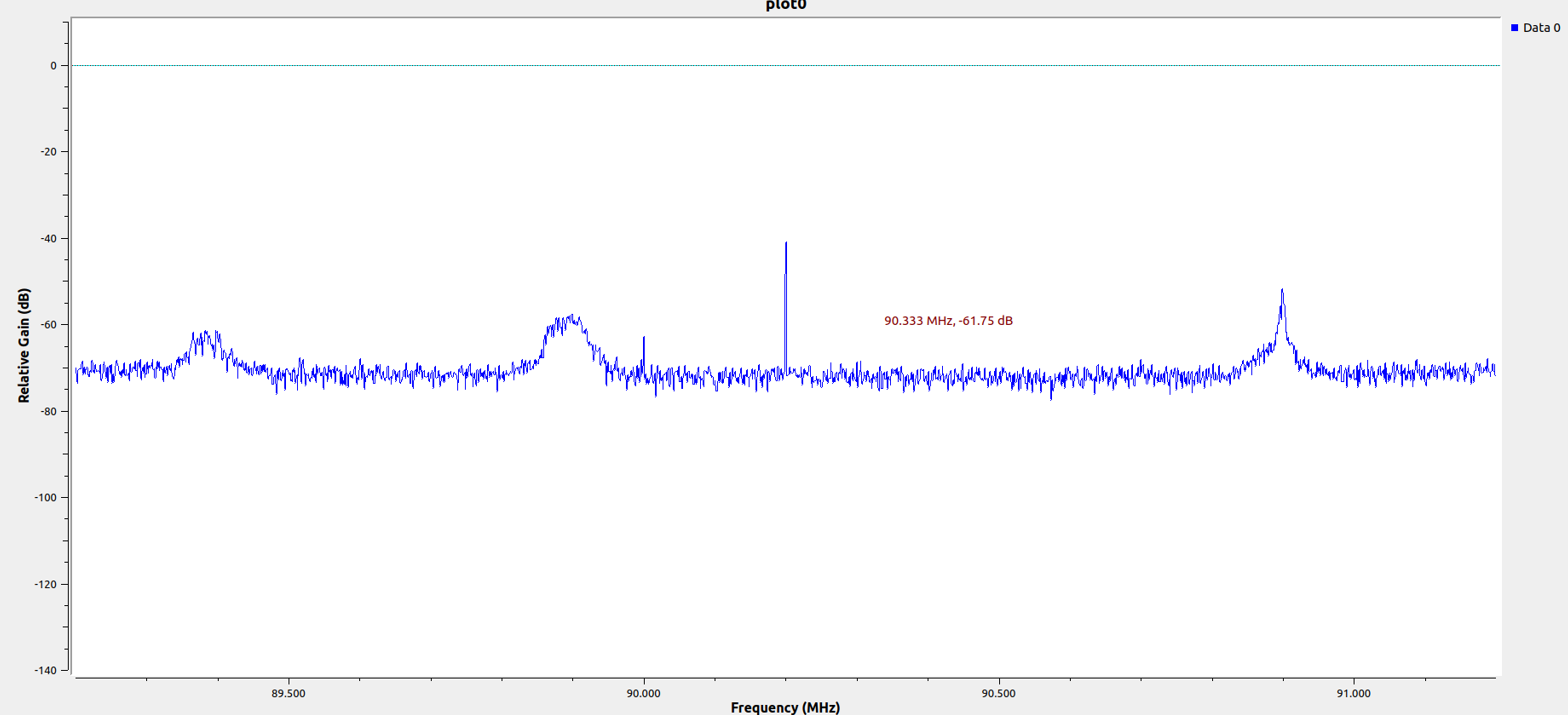 plot0
Data 0
0
-20
-40
-60
-80
-100
-120
-140
Relative Gain (dB)
90.333 MHz, -61.75 dB
89.500
90.000
90.500
91.000
Frequency (MHz)